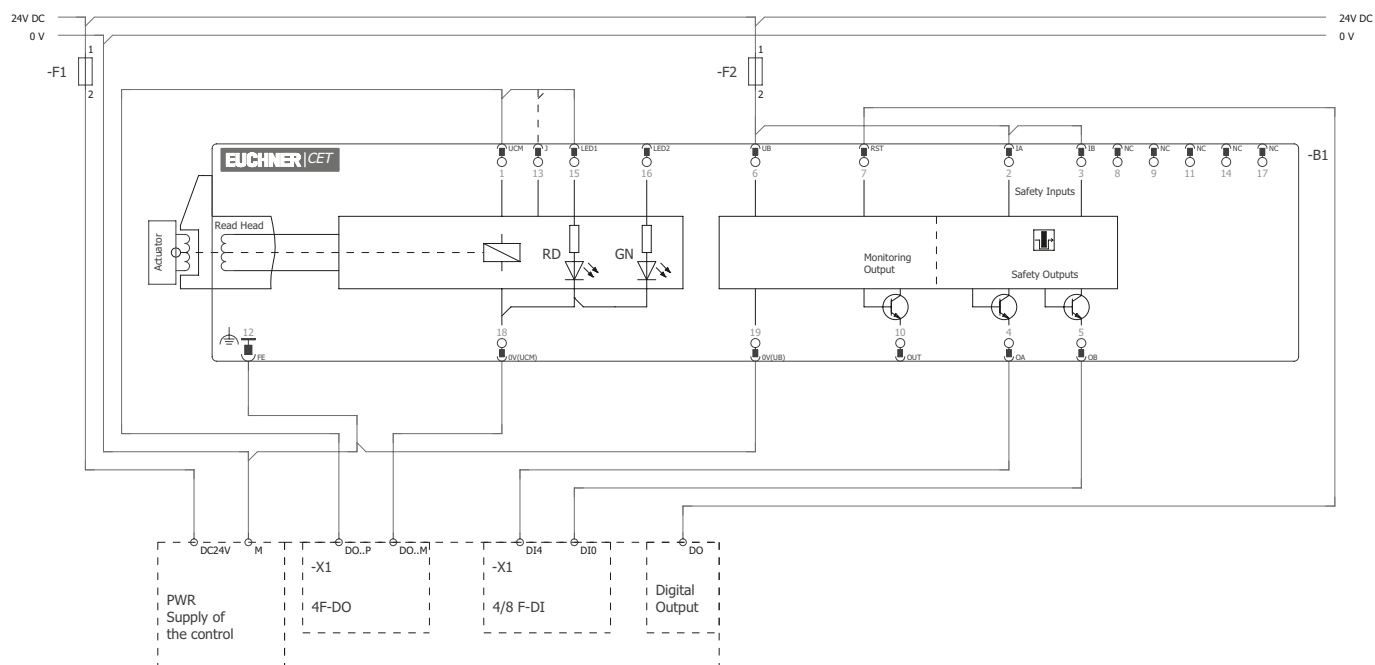 24V DC
24V DC
0 V
0 V
1
1
-F1
-F2
2
2
EUCHNER CET
UCM
J
LED1
LED2
UB
RST
IA
IB
NC
NC
NC
NC
NC
-B1
1
13
15
16
6
7
2
3
8
9
11
14
17
Safety Inputs
Actuator
Read Head
RD
GN
Monitoring
Output
Safety Outputs
12
18
19
10
4
5
FE
0V(UCM)
0V(UB)
OUT
OA
OB
DC24V
M
DO..P
DO..M
DI4
DI0
DO
-X1
-X1
PWR
Supply of
the control
4F-DO
4/8 F-DI
Digital
Output